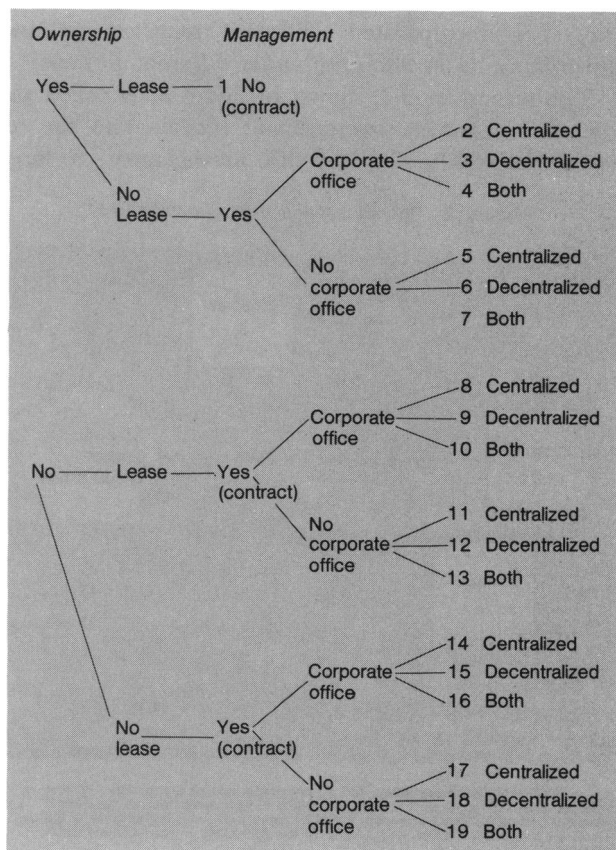 Ownership Management
Yes Lease 1 No
(contract)
2 Centralized
Corporate 3 Decentralized
office 4 Both
No
Lease Yes
5 Centralized
No
corporate 6 Decentralized
office
7 Both
8 Centralized
Corporate 9 Decentralized
office
10 Both
No Lease Yes
(contract)
11 Centralized
No
corporate 12 Decentralized
office
13 Both
14 Centralized
Corporate 15 Decentralized
office
16 Both
No Yes
lease (contract)
17 Centralized
No
corporate 18 Decentralized
office
19 Both